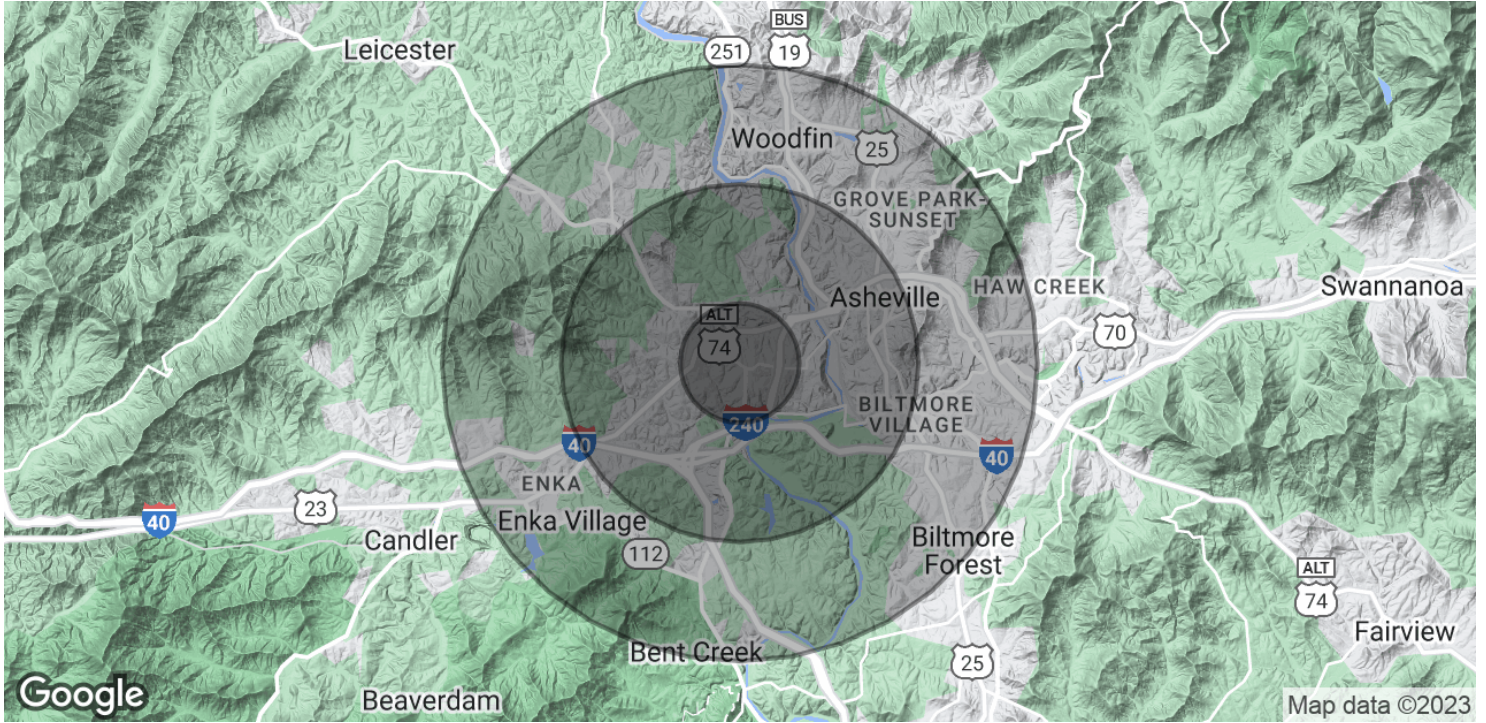 BUS
251
19
Leicester
Woodfin
25
GROVE PARK-
SUNSET
HAW CREEK
Swannanoa
Asheville
ALT
74
70
BILTMORE
VILLAGE
240
40
40
ENKA
23
40
Enka Village
Candler
112
Biltmore
Forest
ALT
74
Fairview
Bent Creek
25
Beaverdam
Google
Map data ©2023